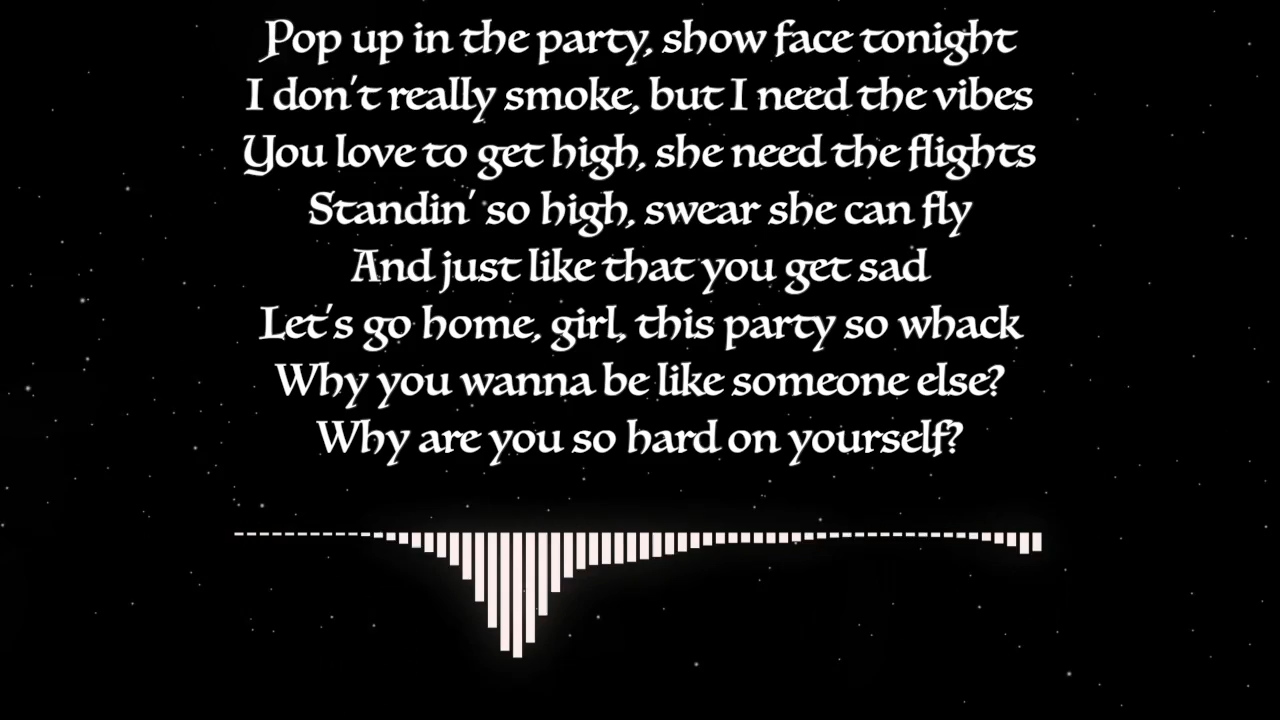 Pop up in the party, show face tonight
I don't really smoke, but I need the vibes
You love to get high, she need the flights
Standin' so high, swear she can fly
And just like that you get sad
Let's go home, girl, this party so whack
Why you wanna be like someone else?
Why are you so hard on yourself?